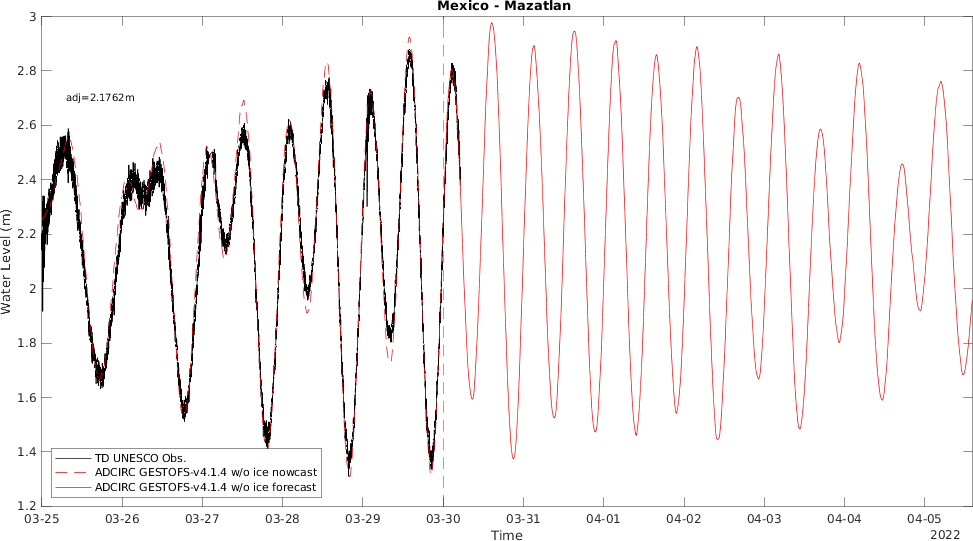 Mexico - Mazatlan
3
2.8
2.6
2.4
2.2
2
1.8
1.6
1.4
1.2
Water Level (m)
adj=2.1762m
TD UNESCO Obs.
ADCIRC GESTOFS-v4.1.4 w/o ice nowcast
ADCIRC GESTOFS-v4.1.4 w/o ice forecast
03-25 03-26 03-27 03-28 03-29 03-30 03-31 04-01 04-02 04-03 04-04 04-05
2022
Time